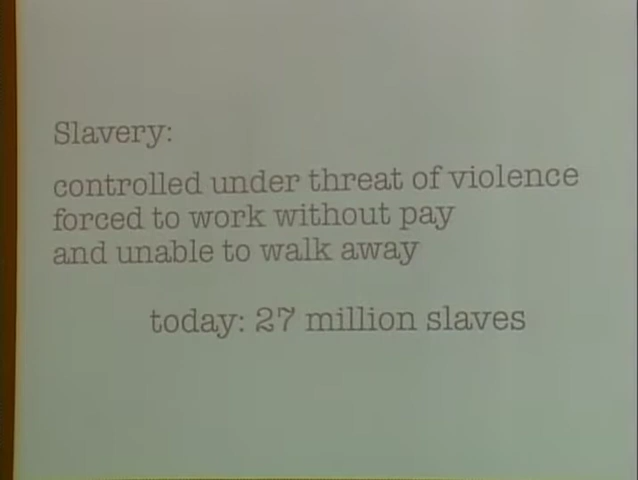 Slavery:
controlled under threat of violence
forced to work without pay
and unable to walk away
today: 27 million slaves